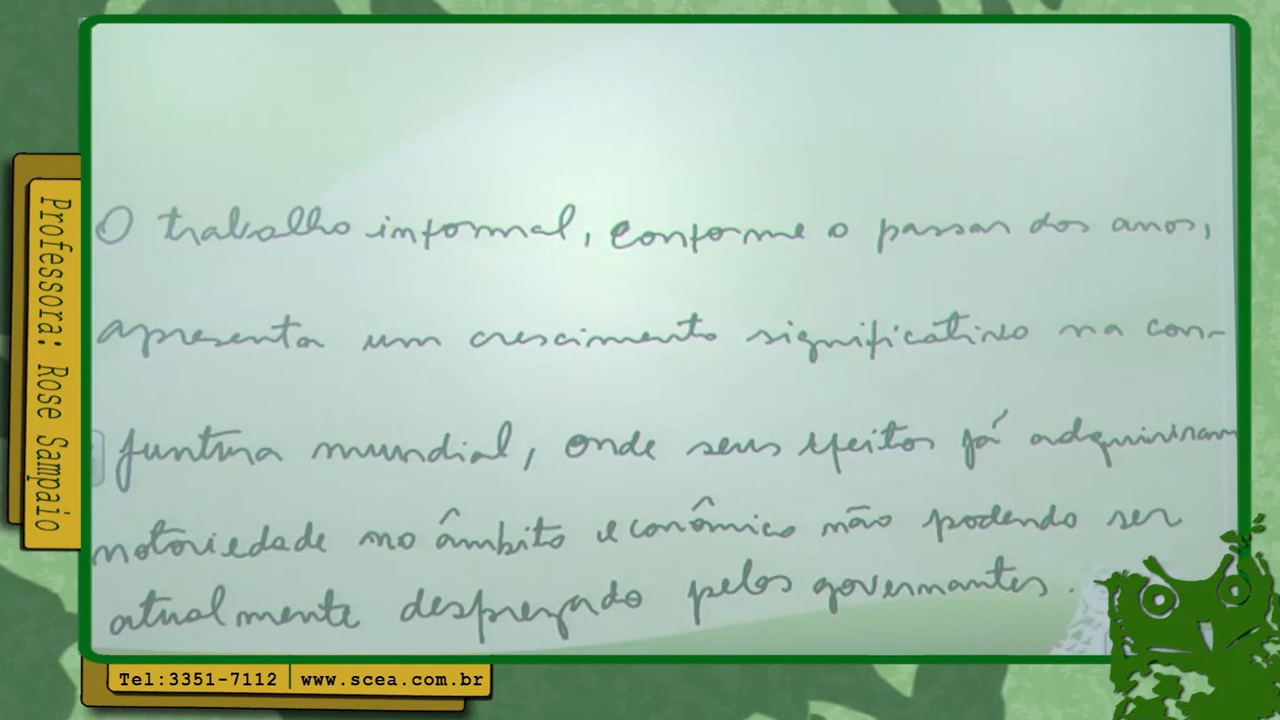 O trabalho informal, conforme o passar dos anos,
apresenta um crescimento significativo na con-
juntura mundial, onde seus efeitos já adquiriram
notoriedade no âmbito econômico não podendo ser
atualmente desprezado pelos governantes.
Professora: Rose Sampaio
Tel:3351-7112 | www.scea.com.br